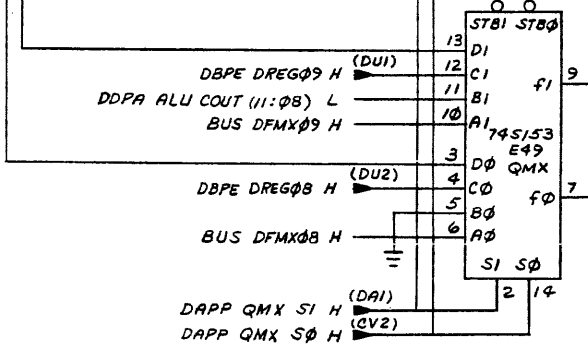 STB1 STBØ
13 D1
(DU1)
DBPE DREGØ9 H 12 C1
9 f1
DDPA ALU COUT (11:Ø8) L 11 B1
BUS DFMXØ9 H 1Ø A1
74S153
E49
QMX
3 DØ
(DU2)
DBPE DREGØ8 H 4 CØ
7 fØ
5 BØ
BUS DFMXØ8 H 6 AØ
S1 SØ
2 14
DAPP QMX S1 H (DA1)
DAPP QMX SØ H (CV2)